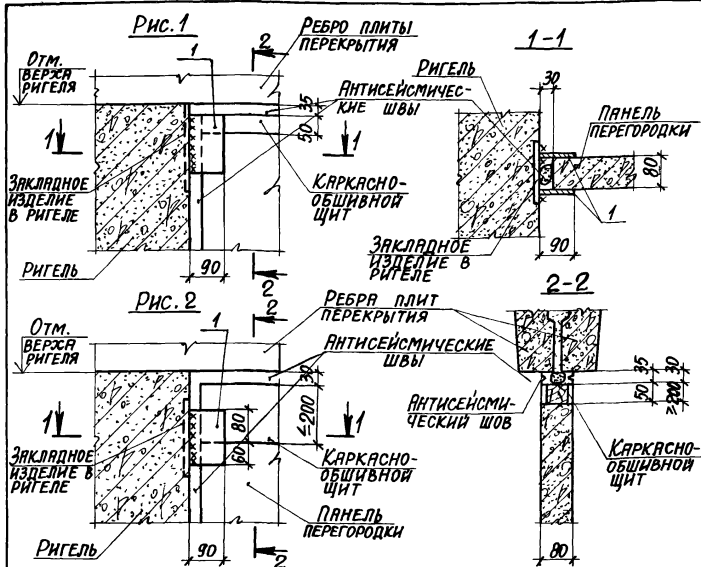 Рис. 1
1
2
Ребро плиты
перекрытия
Отм.
верха
ригеля
Антисейсмичес-
кие швы
35
50
1
1
Закладное
изделие
в ригеле
Каркасно-
обшивной
щит
Ригель
90
2
1-1
Ригель
30
Панель
перегородки
80
1
Закладное
изделие в
ригеле
90
Рис. 2
1
2
Ребра плит
перекрытия
Отм.
верха
ригеля
Антисейсмические
швы
30
≤200
80
60
1
1
Закладное
изделие в
ригеле
Каркасно-
обшивной
щит
Панель
перегородки
Ригель
90
2
2-2
35
50
30
≥200
Антисейсми-
ческий шов
Каркасно-
обшивной
щит
80